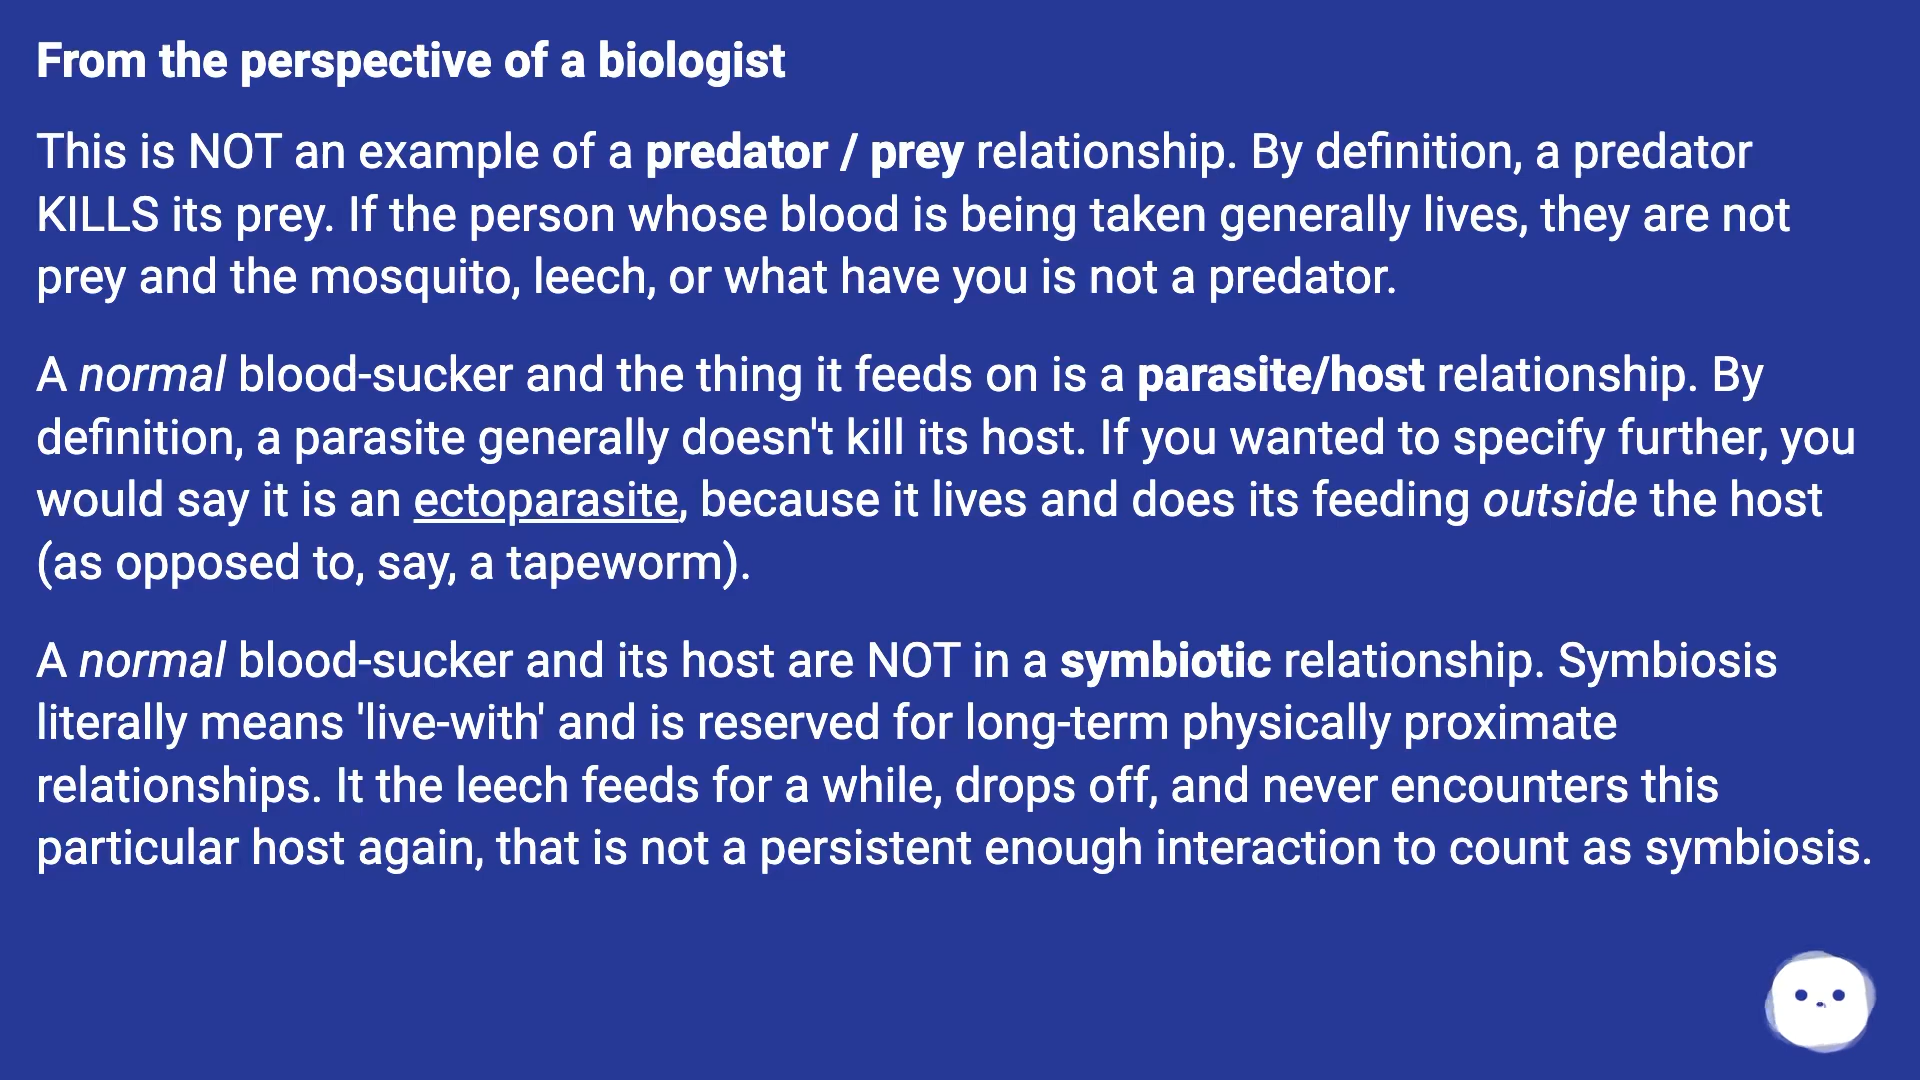 From the perspective of a biologist
This is NOT an example of a predator / prey relationship. By definition, a predator
KILLS its prey. If the person whose blood is being taken generally lives, they are not
prey and the mosquito, leech, or what have you is not a predator.
A normal blood-sucker and the thing it feeds on is a parasite/host relationship. By
definition, a parasite generally doesn't kill its host. If you wanted to specify further, you
would say it is an ectoparasite, because it lives and does its feeding outside the host
(as opposed to, say, a tapeworm).
A normal blood-sucker and its host are NOT in a symbiotic relationship. Symbiosis
literally means 'live-with' and is reserved for long-term physically proximate
relationships. It the leech feeds for a while, drops off, and never encounters this
particular host again, that is not a persistent enough interaction to count as symbiosis.